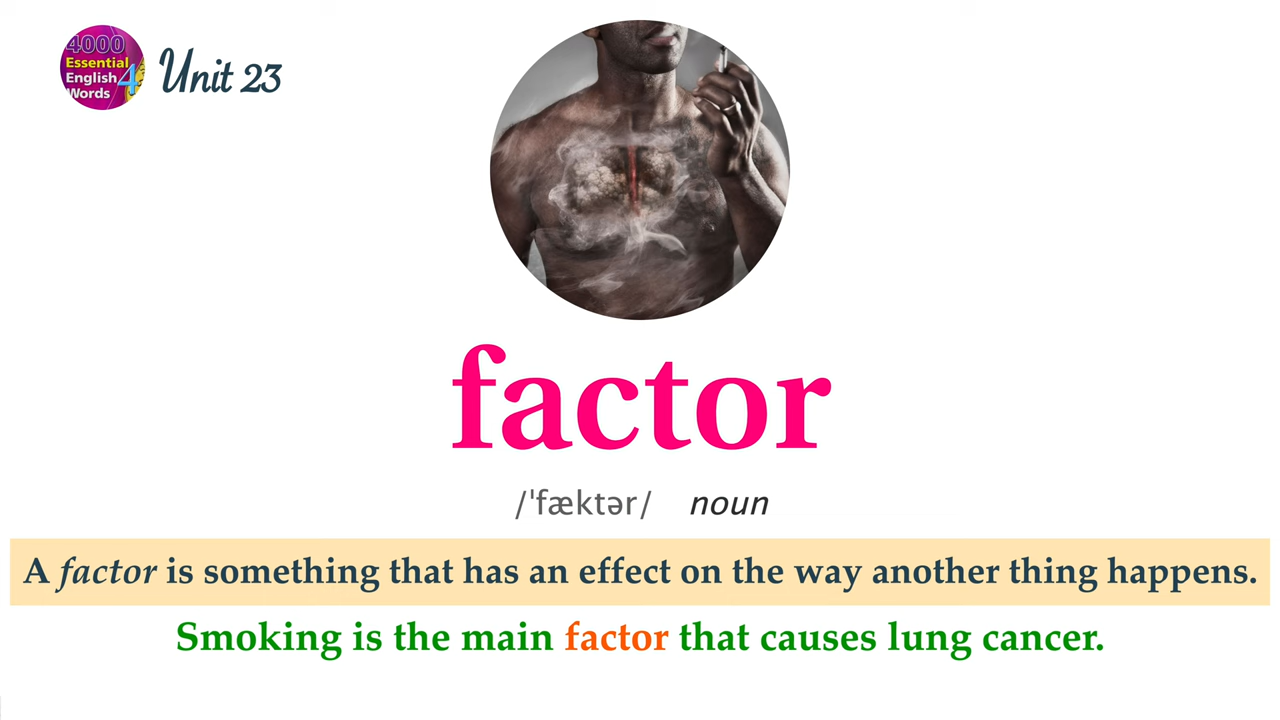 4000
Essential
English
Words
4
Unit 23
factor
/ˈfæktər/ noun
A factor is something that has an effect on the way another thing happens.
Smoking is the main factor that causes lung cancer.